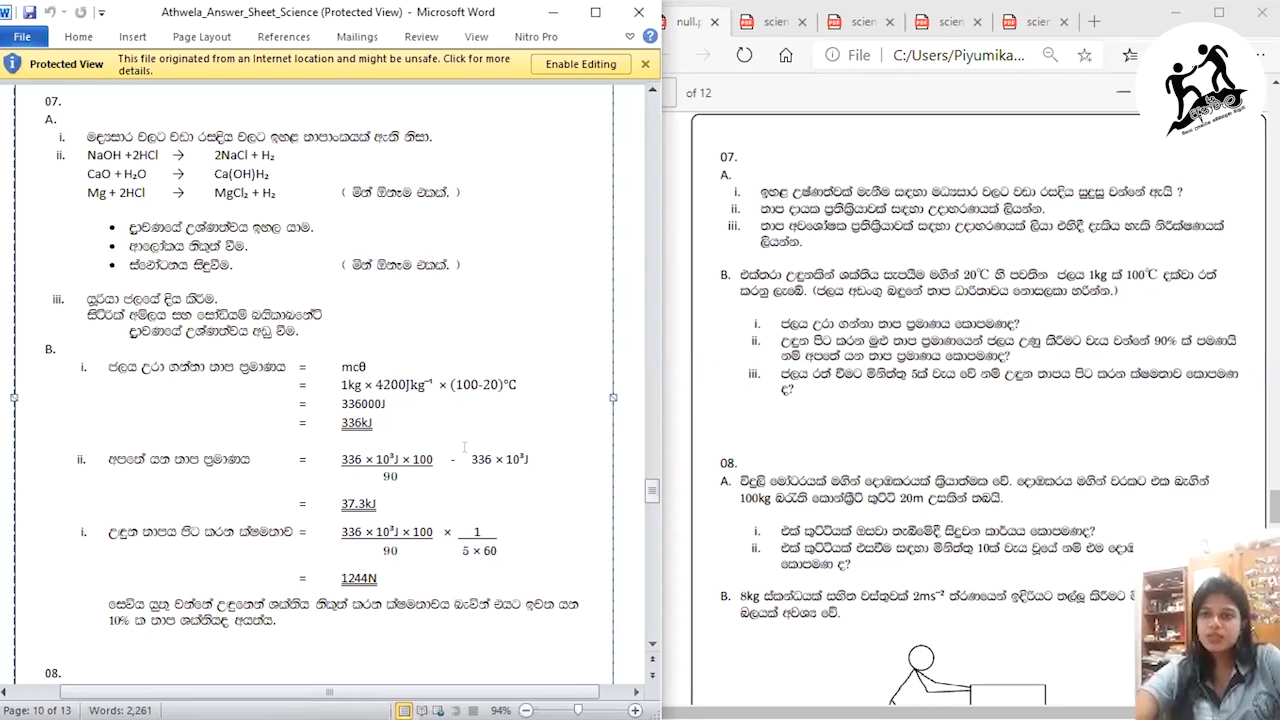 Athwela_Answer_Sheet_Science (Protected View) - Microsoft Word
File Home Insert Page Layout References Mailings Review View Nitro Pro
Protected View This file originated from an Internet location and might be unsafe. Click for more details. Enable Editing
07.
A.
i. මද්‍යසාර වලට වඩා රසදිය වලට ඉහළ තාපාංකයක් ඇති නිසා.
ii. NaOH +2HCl → 2NaCl + H₂
CaO + H₂O → Ca(OH)H₂
Mg + 2HCl → MgCl₂ + H₂ ( මින් ඕනෑම එකක්. )
• ද්‍රාවණයේ උශ්ණත්වය ඉහල යාම.
• ආලෝකය නිකුත් වීම.
• ස්ඵෝටනය සිදුවීම. ( මින් ඕනෑම එකක්. )
iii. යූරියා ජලයේ දිය කිරීම.
සිට්රික් අම්ලය සහ සෝඩියම් බයිකාබනේට්
ද්‍රාවණයේ උශ්ණත්වය අඩු වීම.
B.
i. ජලය උරා ගන්නා තාප ප්‍රමාණය = mcθ
= 1kg × 4200Jkg⁻¹ × (100-20)°C
= 336000J
= 336kJ
ii. අපතේ යන තාප ප්‍රමාණය = 336 × 10³J × 100 - 336 × 10³J
90
= 37.3kJ
i. උඳුන තාපය පිට කරන ක්ෂමතාව = 336 × 10³J × 100 × 1
90 5 × 60
= 1244N
සෙවිය යුතු වන්නේ උඳුනෙන් ශක්තිය නිකුත් කරන ක්ෂමතාවය බැවින් එයට ඉවත යන
10% ක තාප ශක්තියද අයත්ය.
08.
Page: 10 of 13 Words: 2,261 94%
null.p scien scien scien scier
File C:/Users/Piyumika...
of 12
07.
A.
i. ඉහළ උෂ්ණත්වක් මැනීම සඳහා මධ්‍යසාර වලට වඩා රසදිය සුදුසු වන්නේ ඇයි ?
ii. තාප දායක ප්‍රතික්‍රියාවක් සඳහා උදාහරණයක් ලියන්න.
iii. තාප අවශෝෂක ප්‍රතික්‍රියාවක් සඳහා උදාහරණයක් ලියා එහිදී දැකිය හැකි නිරීක්ෂණයක්
ලියන්න.
B. එක්තරා උඳුනකින් ශක්තිය සැපයීම මගින් 20℃ හි පවතින ජලය 1kg ක් 100℃ දක්වා රත්
කරනු ලැබේ. (ජලය අඩංගු බඳුනේ තාප ධාරිතාවය නොසලකා හරින්න.)
i. ජලය උරා ගන්නා තාප ප්‍රමාණය කොපමණද?
ii. උඳුන පිට කරන මුළු තාප ප්‍රමාණයෙන් ජලය උණු කිරීමට වැය වන්නේ 90% ක් පමණයි
නම් අපතේ යන තාප ප්‍රමාණය කොපමණද?
iii. ජලය රත් වීමට මිනිත්තු 5ක් වැය වේ නම් උඳුන තාපය පිට කරන ක්ෂමතාව කොපමණ
ද?
08.
A. විදුලි මෝටරයක් මගින් දොඹකරයක් ක්‍රියාත්මක වේ. දොඹකරය මගින් වරකට එක බැගින්
100kg බරැති කොන්ක්‍රීට් කුට්ටි 20m උසකින් තබයි.
i. එක් කුට්ටියක් ඔසවා තැබීමේදී සිදුවන කාර්යය කොපමණද?
ii. එක් කුට්ටියක් එසවීම සඳහා මිනිත්තු 10ක් වැය වූයේ නම් එම
කොපමණ ද?
B. 8kg ස්කන්ධයක් සහිත වස්තුවක් 2ms⁻² ත්වරණයෙන් ඉදිරියට තල්ලූ කිරීමට
බලයක් අවශ්‍ය වේ.